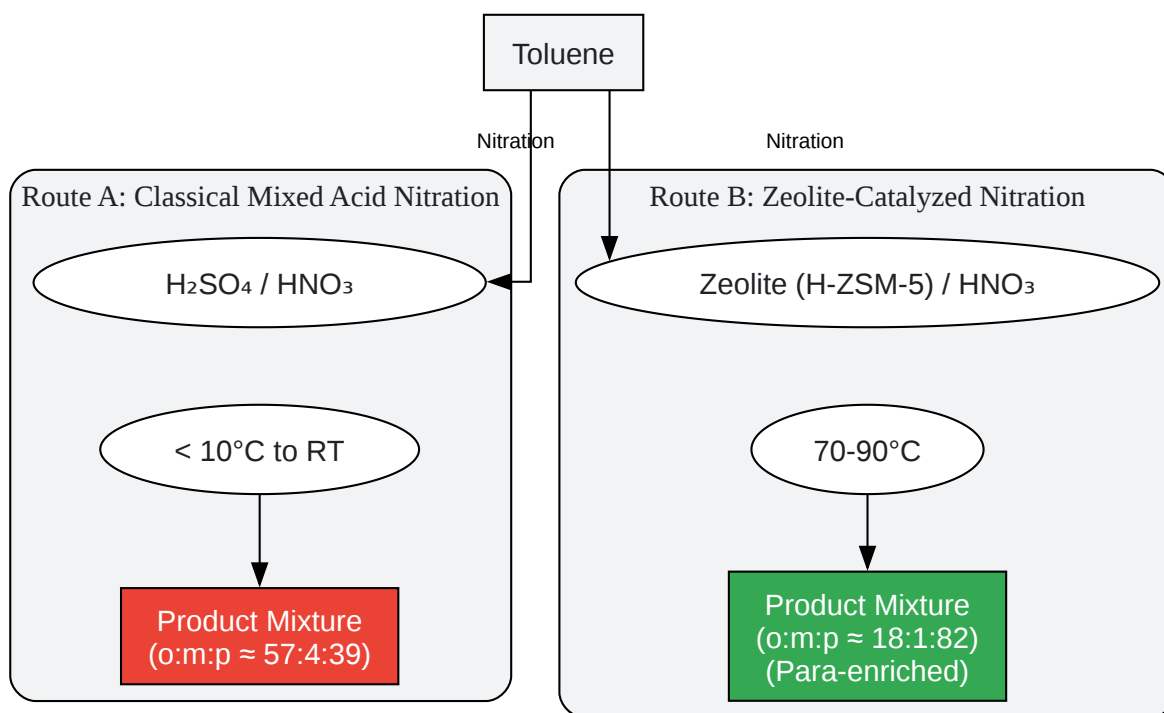 Toluene
Nitration
Nitration
Route A: Classical Mixed Acid Nitration
H₂SO₄ / HNO₃
< 10°C to RT
Product Mixture
(o:m:p ≈ 57:4:39)
Route B: Zeolite-Catalyzed Nitration
Zeolite (H-ZSM-5) / HNO₃
70-90°C
Product Mixture
(o:m:p ≈ 18:1:82)
(Para-enriched)